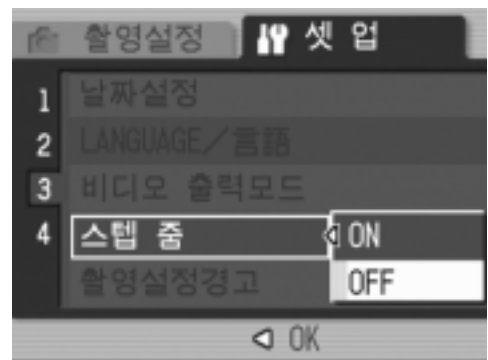 촬영설정 셋 업
1 날짜설정
2 LANGUAGE／言語
3 비디오 출력모드
4 스텝 줌 ON
촬영설정경고 OFF
OK